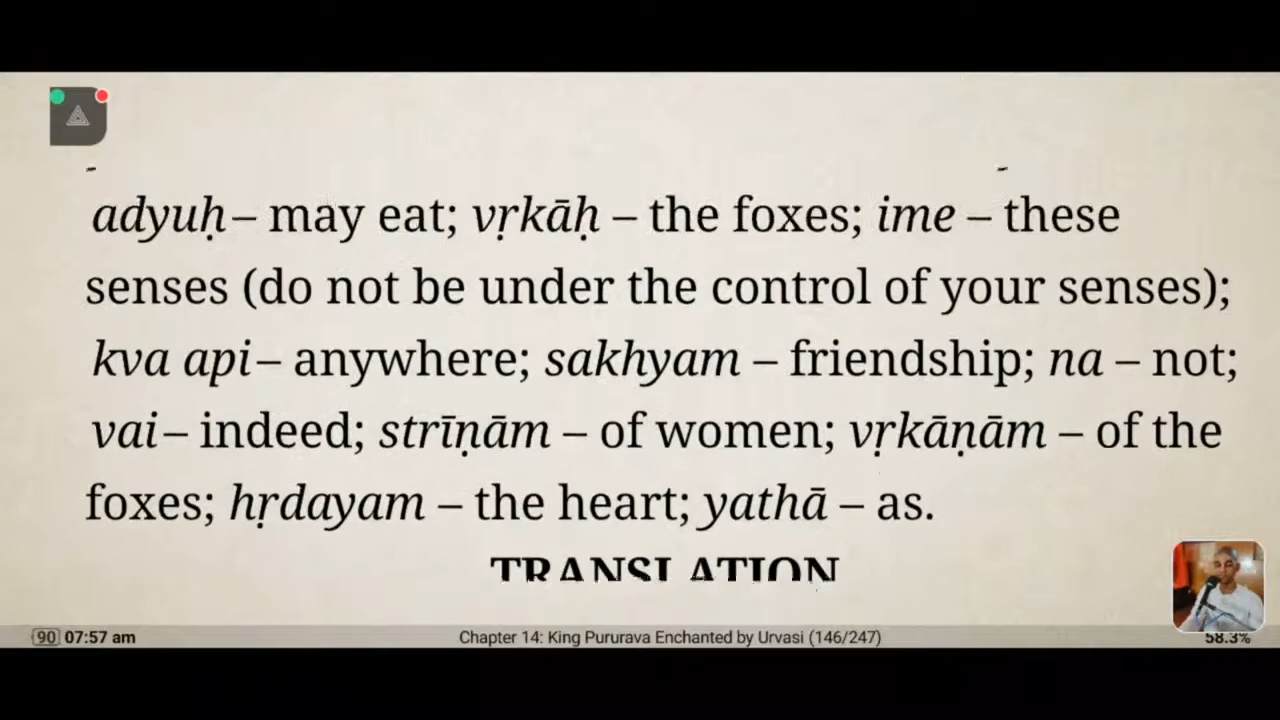 adyuḥ – may eat; vṛkāḥ – the foxes; ime – these
senses (do not be under the control of your senses);
kva api – anywhere; sakhyam – friendship; na – not;
vai – indeed; strīṇām – of women; vṛkāṇām – of the
foxes; hṛdayam – the heart; yathā – as.
TRANSLATION
90 07:57 am Chapter 14: King Pururava Enchanted by Urvasi (146/247) 58.3%